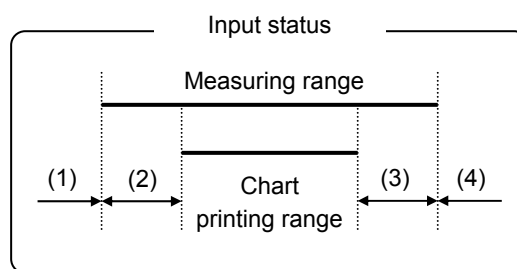 Input status
Measuring range
(1)
(2)
Chart
printing range
(3)
(4)